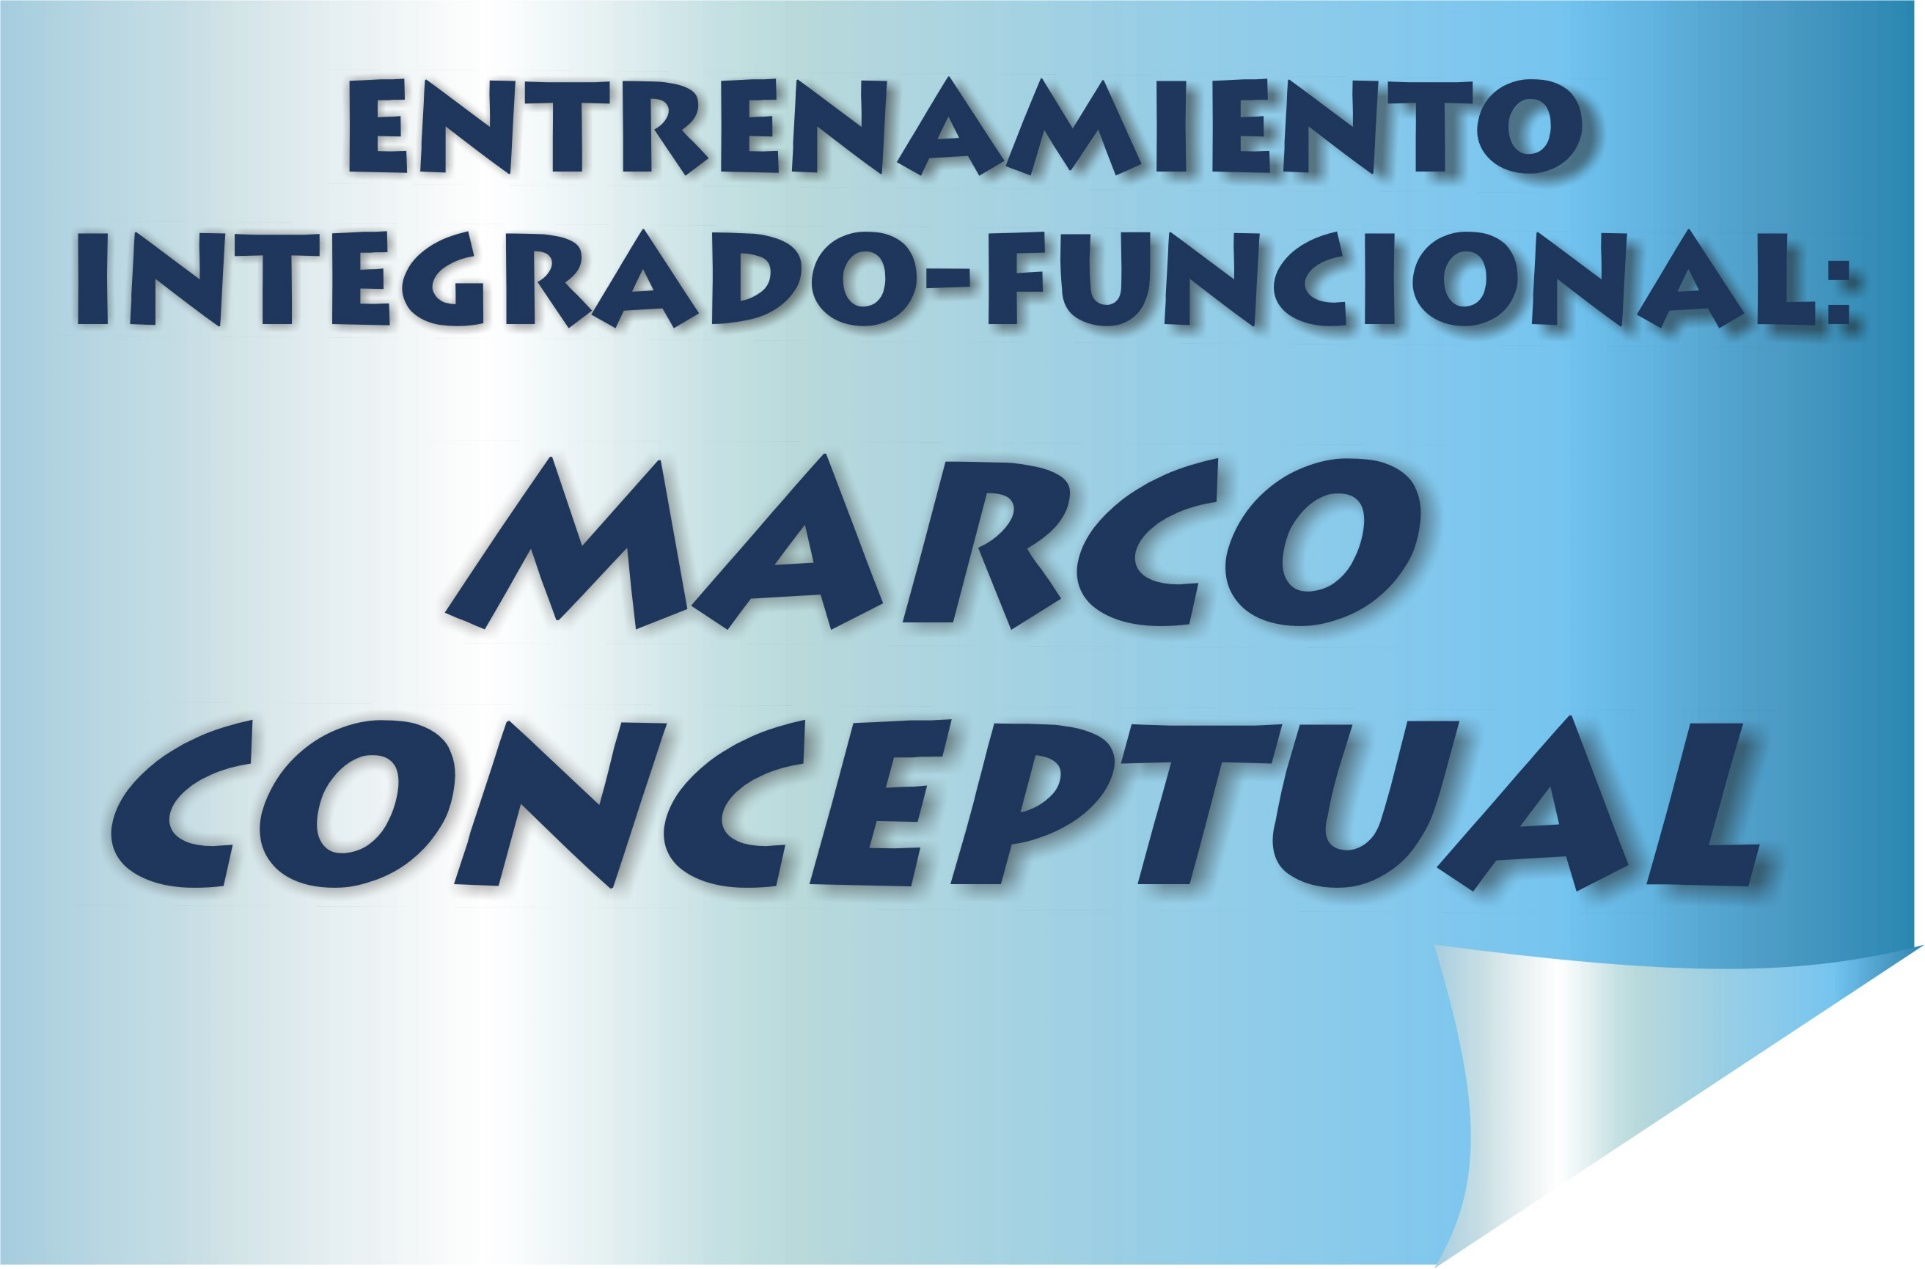 ENTRENAMIENTO
INTEGRADO-FUNCIONAL:
MARCO
CONCEPTUAL